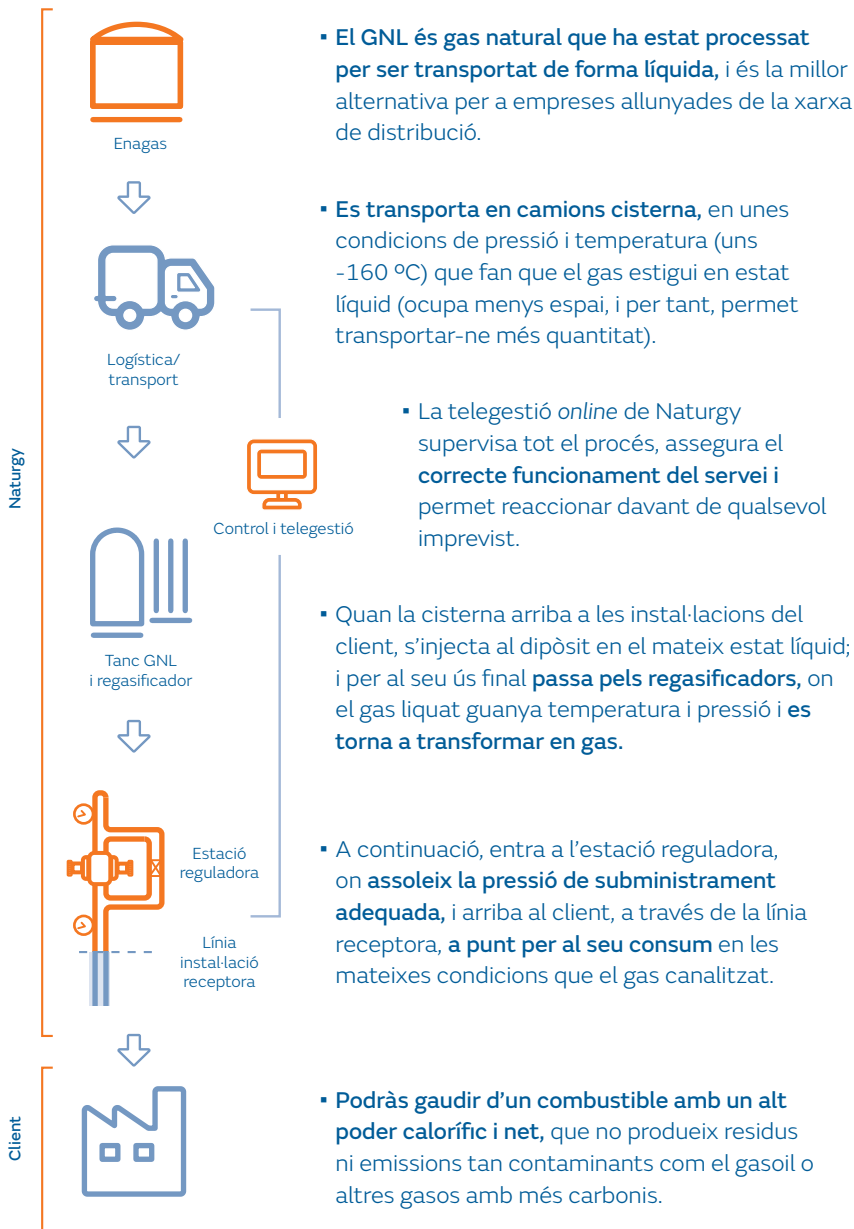 ▪ El GNL és gas natural que ha estat processat
per ser transportat de forma líquida, i és la millor
alternativa per a empreses allunyades de la xarxa
de distribució.
Enagas
▪ Es transporta en camions cisterna, en unes
condicions de pressió i temperatura (uns
-160 ºC) que fan que el gas estigui en estat
líquid (ocupa menys espai, i per tant, permet
transportar-ne més quantitat).
Logística/
transport
Naturgy
▪ La telegestió online de Naturgy
supervisa tot el procés, assegura el
correcte funcionament del servei i
permet reaccionar davant de qualsevol
imprevist.
Control i telegestió
▪ Quan la cisterna arriba a les instal·lacions del
client, s’injecta al dipòsit en el mateix estat líquid;
i per al seu ús final passa pels regasificadors, on
el gas liquat guanya temperatura i pressió i es
torna a transformar en gas.
Tanc GNL
i regasificador
Estació
reguladora
▪ A continuació, entra a l’estació reguladora,
on assoleix la pressió de subministrament
adequada, i arriba al client, a través de la línia
receptora, a punt per al seu consum en les
mateixes condicions que el gas canalitzat.
Línia
instal·lació
receptora
Client
▪ Podràs gaudir d’un combustible amb un alt
poder calorífic i net, que no produeix residus
ni emissions tan contaminants com el gasoil o
altres gasos amb més carbonis.